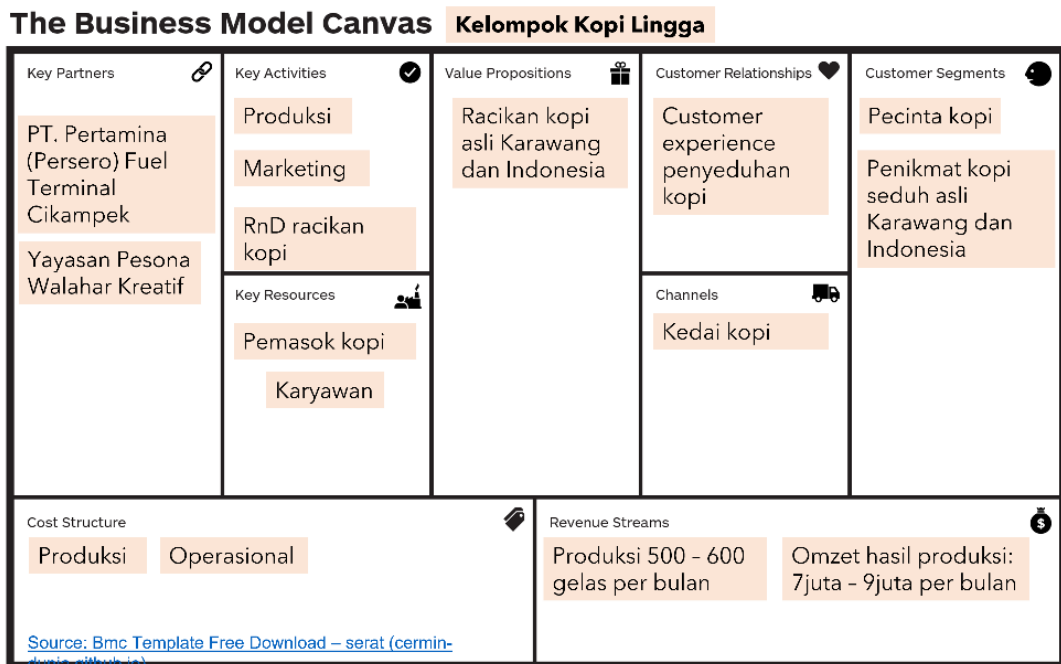 The Business Model Canvas
Kelompok Kopi Lingga
Key Partners
PT. Pertamina
(Persero) Fuel
Terminal
Cikampek
Yayasan Pesona
Walahar Kreatif
Key Activities
Produksi
Marketing
RnD racikan
kopi
Key Resources
Pemasok kopi
Karyawan
Value Propositions
Racikan kopi
asli Karawang
dan Indonesia
Customer Relationships
Customer
experience
penyeduhan
kopi
Channels
Kedai kopi
Customer Segments
Pecinta kopi
Penikmat kopi
seduh asli
Karawang dan
Indonesia
Cost Structure
Produksi
Operasional
Source: Bmc Template Free Download – serat (cermin-
dunia.github.io)
Revenue Streams
Produksi 500 - 600
gelas per bulan
Omzet hasil produksi:
7juta - 9juta per bulan